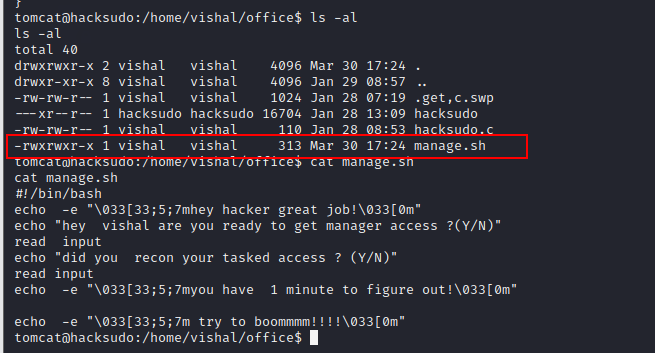 }
tomcat@hacksudo:/home/vishal/office$ ls -al
ls -al
total 40
drwxrwxr-x 2 vishal   vishal    4096 Mar 30 17:24 .
drwxr-xr-x 8 vishal   vishal    4096 Jan 29 08:57 ..
-rw-rw-r-- 1 vishal   vishal    1024 Jan 28 07:19 .get,c.swp
---xr--r-- 1 hacksudo hacksudo 16704 Jan 28 13:09 hacksudo
-rw-rw-r-- 1 vishal   vishal     110 Jan 28 08:53 hacksudo.c
-rwxrwxr-x 1 vishal   vishal     313 Mar 30 17:24 manage.sh
tomcat@hacksudo:/home/vishal/office$ cat manage.sh
cat manage.sh
#!/bin/bash
echo  -e "\033[33;5;7mhey hacker great job!\033[0m"
echo "hey  vishal are you ready to get manager access ?(Y/N)"
read  input
echo "did you  recon your tasked access ? (Y/N)"
read input
echo  -e "\033[33;5;7myou have  1 minute to figure out!\033[0m"

echo  -e "\033[33;5;7m try to boommmm!!!!\033[0m"
tomcat@hacksudo:/home/vishal/office$